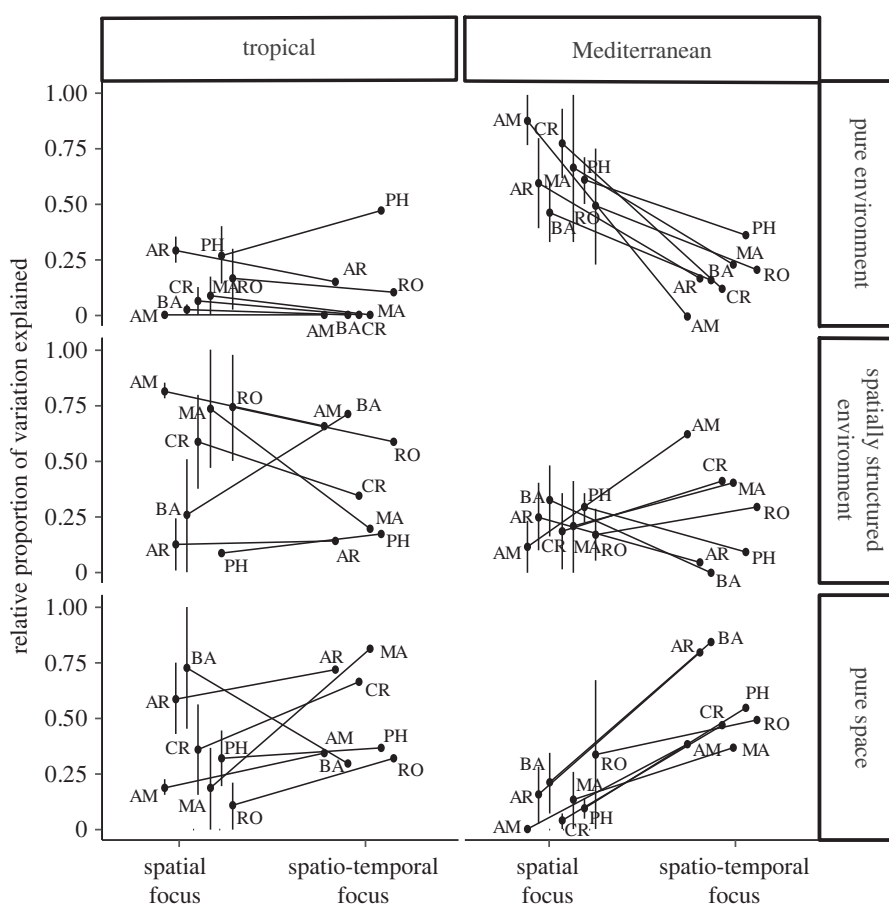 tropical
Mediterranean
relative proportion of variation explained
pure environment
1.00
0.75
0.50
0.25
0
AR
PH
CR
MA
RO
BA
AM
PH
AR
RO
MA
AM
BA
CR
AM
CR
AR
MA
PH
BA
RO
PH
MA
BA
RO
AR
CR
AM
spatially structured
environment
1.00
0.75
0.50
0.25
0
AM
RO
MA
CR
BA
AR
PH
BA
AM
RO
CR
MA
PH
AR
BA
PH
AR
AM
CR
MA
RO
AM
CR
MA
RO
AR
PH
BA
pure space
1.00
0.75
0.50
0.25
0
BA
AR
CR
PH
AM
MA
RO
AR
MA
CR
AM
PH
BA
RO
BA
RO
AR
MA
AM
CR
PH
AR
BA
PH
CR
RO
AM
MA
spatial
focus
spatio-temporal
focus
spatial
focus
spatio-temporal
focus